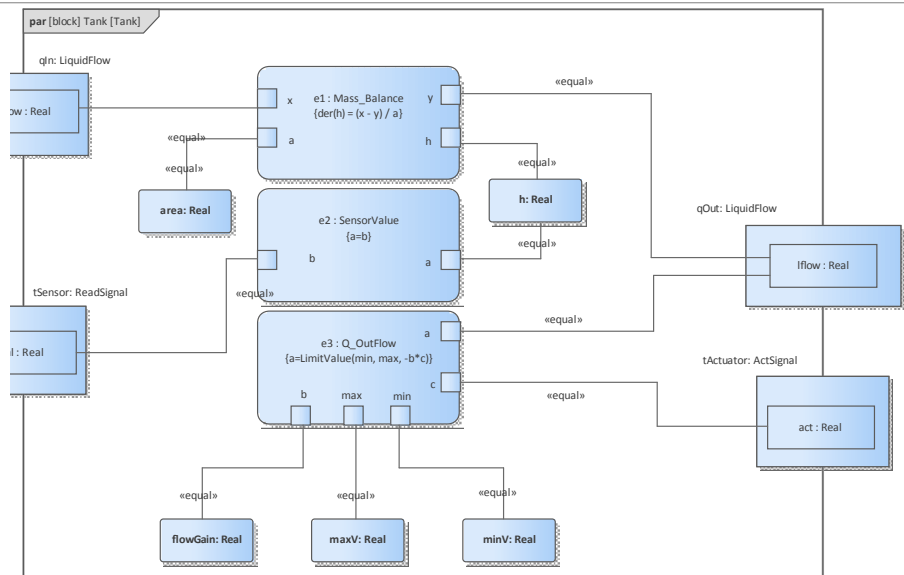 par [block] Tank [Tank]
qIn: LiquidFlow
ow : Real
e1 : Mass_Balance
{der(h) = (x - y) / a}
x
y
a
h
«equal»
«equal»
«equal»
«equal»
area: Real
h: Real
e2 : SensorValue
{a=b}
b
a
«equal»
qOut: LiquidFlow
lflow : Real
tSensor: ReadSignal
l : Real
«equal»
e3 : Q_OutFlow
{a=LimitValue(min, max, -b*c)}
a
c
b
max
min
«equal»
«equal»
tActuator: ActSignal
act : Real
«equal»
«equal»
«equal»
flowGain: Real
maxV: Real
minV: Real